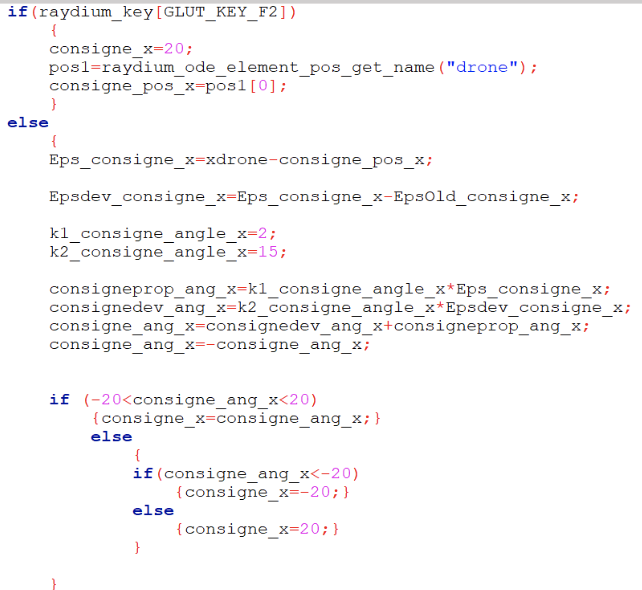 if(raydium_key[GLUT_KEY_F2])
{
consigne_x=20;
pos1=raydium_ode_element_pos_get_name("drone");
consigne_pos_x=pos1[0];
}
else
{
Eps_consigne_x=xdrone-consigne_pos_x;
Epsdev_consigne_x=Eps_consigne_x-EpsOld_consigne_x;
k1_consigne_angle_x=2;
k2_consigne_angle_x=15;
consigneprop_ang_x=k1_consigne_angle_x*Eps_consigne_x;
consignedev_ang_x=k2_consigne_angle_x*Epsdev_consigne_x;
consigne_ang_x=consignedev_ang_x+consigneprop_ang_x;
consigne_ang_x=-consigne_ang_x;
if (-20<consigne_ang_x<20)
{consigne_x=consigne_ang_x;}
else
{
if(consigne_ang_x<-20)
{consigne_x=-20;}
else
{consigne_x=20;}
}
}